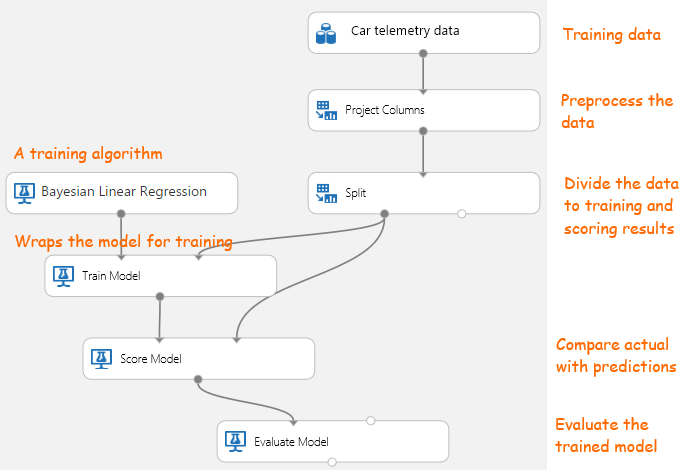 Car telemetry data
Training data
Project Columns
Preprocess the
data
A training algorithm
Bayesian Linear Regression
Split
Divide the data
to training and
scoring results
Wraps the model for training
Train Model
Score Model
Compare actual
with predictions
Evaluate Model
Evaluate the
trained model